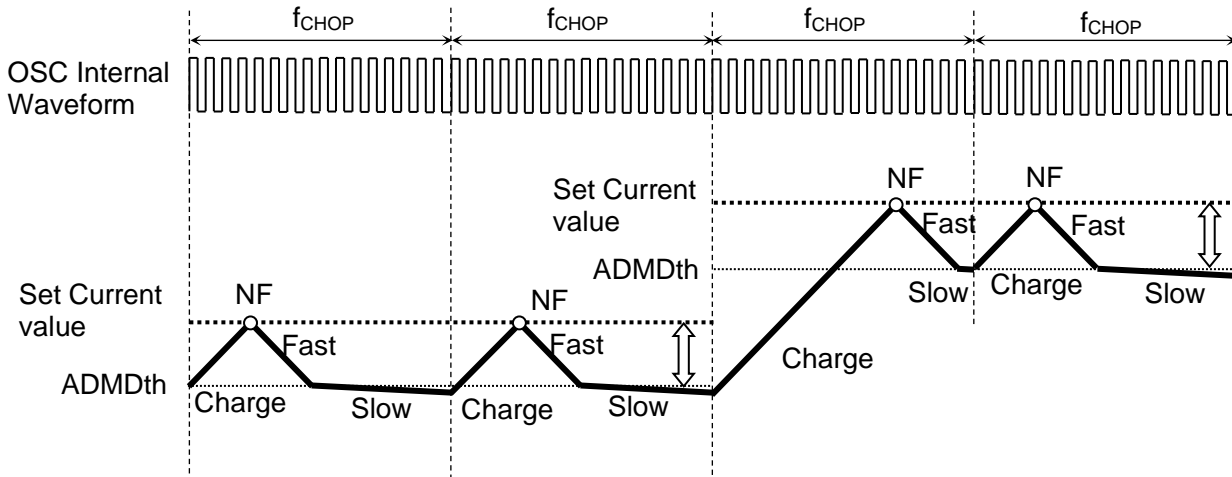 fCHOP fCHOP fCHOP fCHOP
OSC Internal
Waveform
Set Current
value
NF NF
Fast Fast
ADMDth
Slow Charge Slow
Set Current
value
NF NF
Fast Fast
Charge
ADMDth
Charge Slow Charge Slow